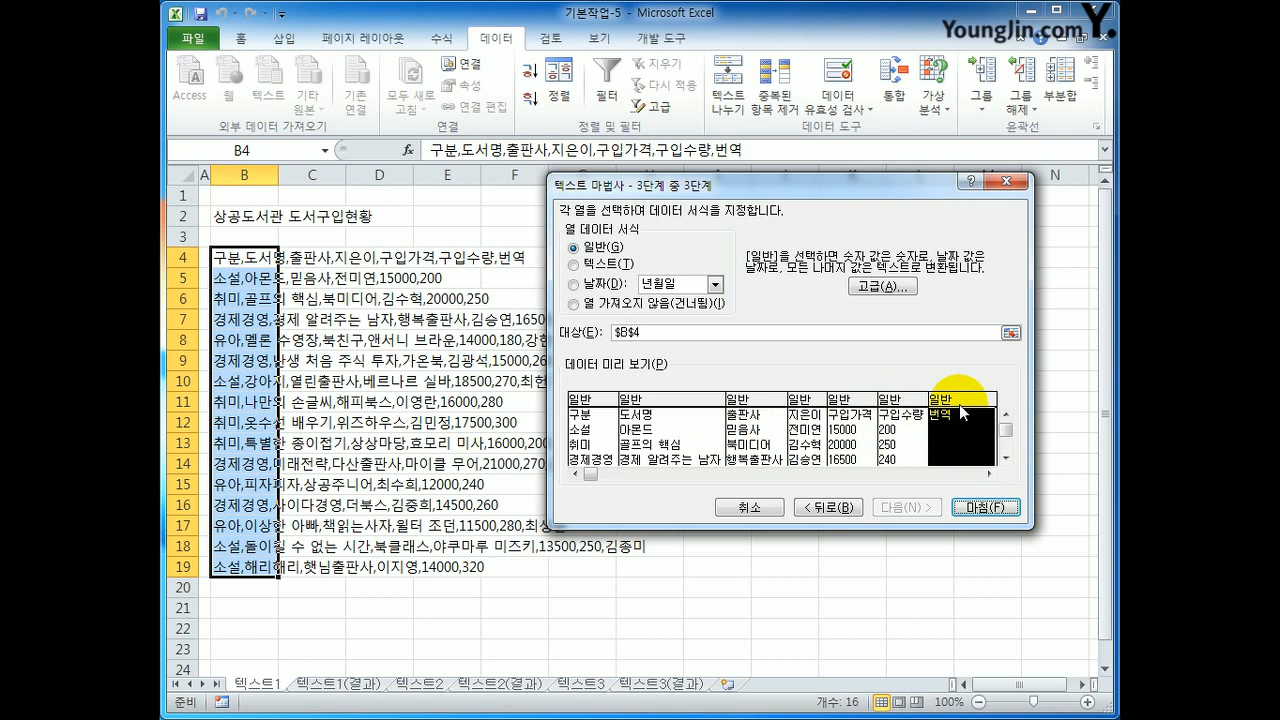 기본작업-5 - Microsoft Excel
YoungJin.com Y.
파일 홈 삽입 페이지 레이아웃 수식 데이터 검토 보기 개발 도구
Access 웹 텍스트 기타 원본 기존 연결 모두 새로 고침 연결 속성 연결 편집 정렬 필터 지우기 다시 적용 고급 텍스트 나누기 중복된 항목 제거 데이터 유효성 검사 통합 가상 분석 그룹 그룹 해제 부분합
외부 데이터 가져오기 연결 정렬 및 필터 데이터 도구 윤곽선
B4 fx 구분,도서명,출판사,지은이,구입가격,구입수량,번역
A B C D E F N
1
2 상공도서관 도서구입현황
3
4 구분,도서명,출판사,지은이,구입가격,구입수량,번역
5 소설,아몬드,믿음사,전미연,15000,200
6 취미,골프의 핵심,북미디어,김수혁,20000,250
7 경제경영,경제 알려주는 남자,행복출판사,김승연,1650
8 유아,멜론 수영장,북친구,앤서니 브라운,14000,180,강한
9 경제경영,난생 처음 주식 투자,가온북,김광석,15000,26
10 소설,강아지,열린출판사,베르나르 실바,18500,270,최현
11 취미,나만의 손글씨,해피북스,이영란,16000,280
12 취미,옷수선 배우기,위즈하우스,김민정,17500,300
13 취미,특별한 종이접기,상상마당,효모리 미사,16000,200
14 경제경영,미래전략,다산출판사,마이클 무어,21000,270
15 유아,피자피자,상공주니어,최수희,12000,240
16 경제경영,사이다경영,더북스,김중희,14500,260
17 유아,이상한 아빠,책읽는사자,월터 조던,11500,280,최
18 소설,돌이킬 수 없는 시간,북클래스,야쿠마루 미즈키,13500,250,김종미
19 소설,해리해리,햇님출판사,이지영,14000,320
20
21
22
23
24
텍스트 마법사 - 3단계 중 3단계
각 열을 선택하여 데이터 서식을 지정합니다.
열 데이터 서식
일반(G)
텍스트(T)
날짜(D): 년월일
열 가져오지 않음(건너뜀)(I)
[일반]을 선택하면 숫자 값은 숫자로, 날짜 값은
날짜로, 모든 나머지 값은 텍스트로 변환됩니다.
고급(A)...
대상(E): $B$4
데이터 미리 보기(P)
일반 일반 일반 일반 일반 일반 일반
구분 도서명 출판사 지은이 구입가격 구입수량 번역
소설 아몬드 믿음사 전미연 15000 200
취미 골프의 핵심 북미디어 김수혁 20000 250
경제경영 경제 알려주는 남자 행복출판사 김승연 16500 240
취소 < 뒤로(B) 다음(N) > 마침(F)
텍스트1 텍스트1(결과) 텍스트2 텍스트2(결과) 텍스트3 텍스트3(결과)
준비 개수: 16 100%